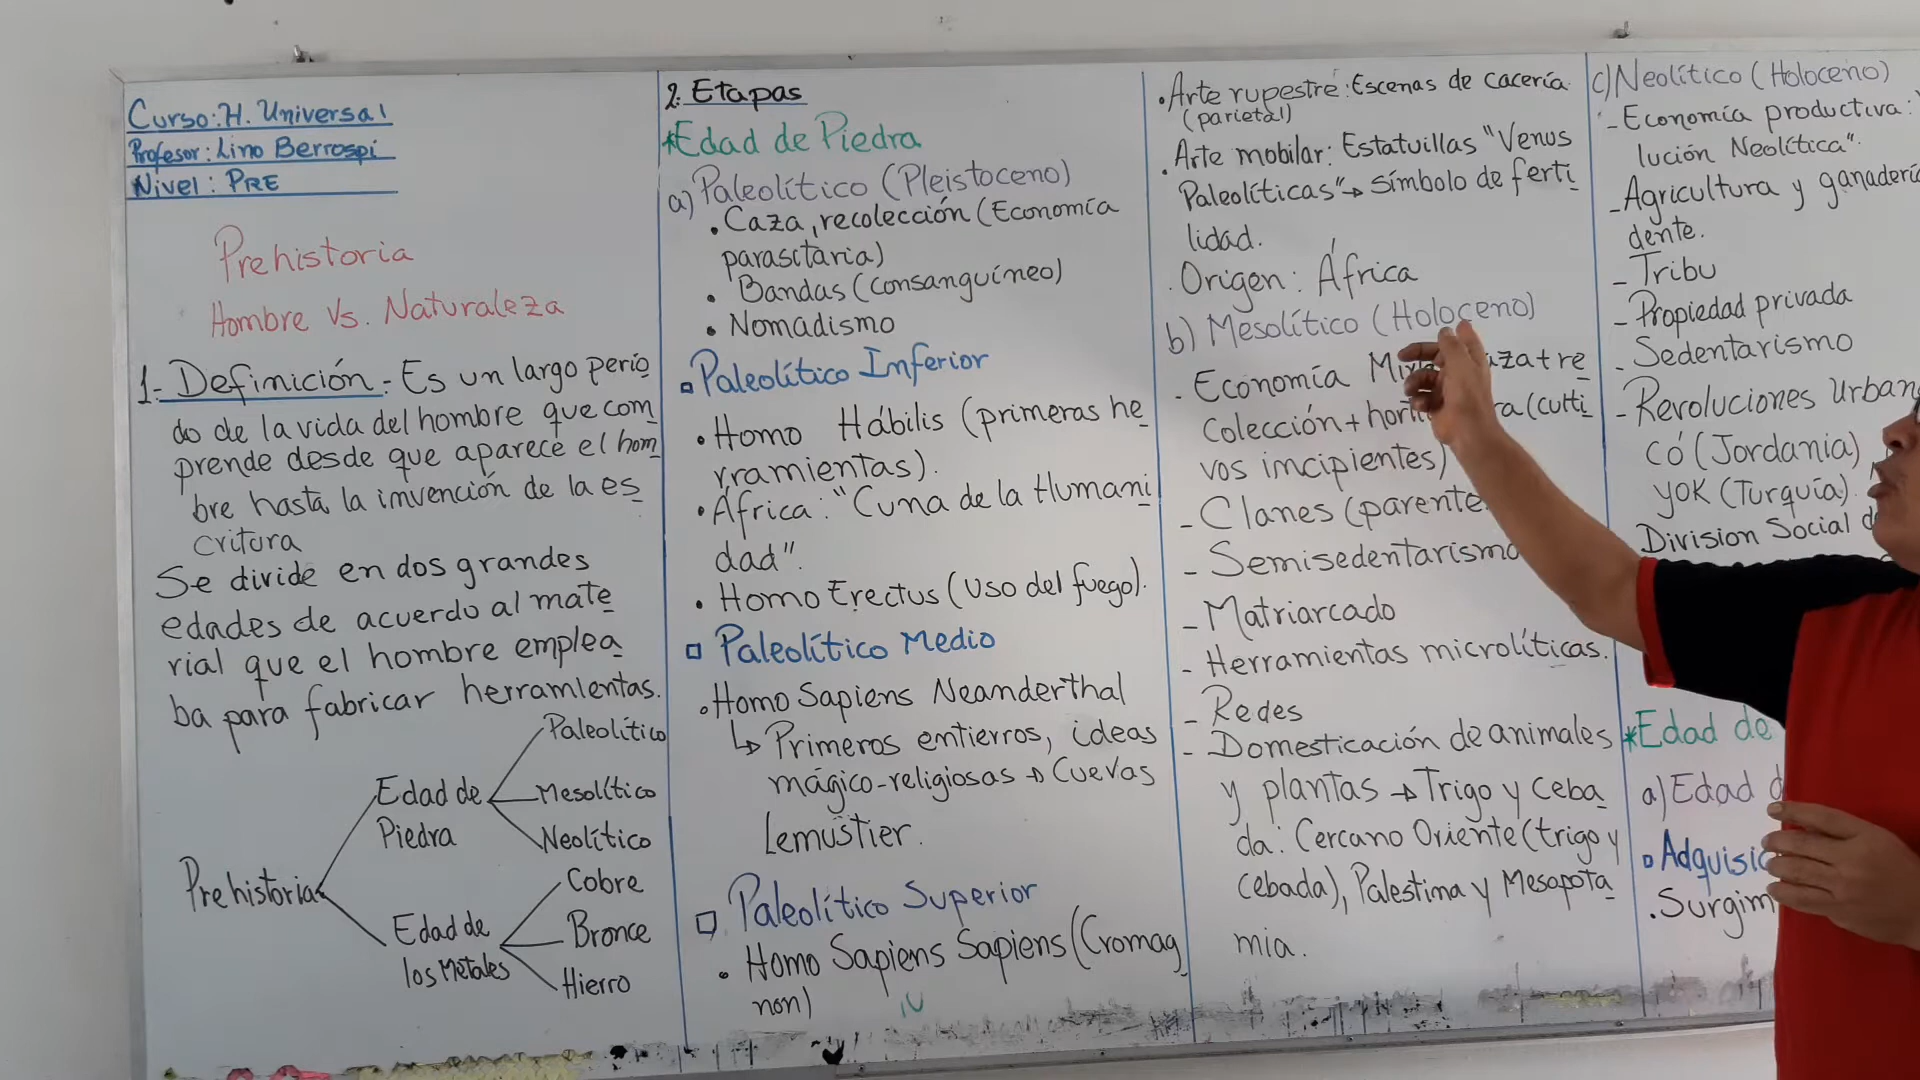 Curso: H. Universal
Profesor: Lino Berrospi
Nivel: PRE
Prehistoria
Hombre Vs. Naturaleza
1.- Definición.- Es un largo perio
do de la vida del hombre que com
prende desde que aparece el hom
bre hasta la invención de la es
critura
Se divide en dos grandes
edades de acuerdo al mate
rial que el hombre emplea
ba para fabricar herramientas.
Prehistoria
Edad de
Piedra
Paleolítico
Mesolítico
Neolítico
Edad de
los Metales
Cobre
Bronce
Hierro
2. Etapas
*Edad de Piedra
a) Paleolítico (Pleistoceno)
• Caza, recolección (Economía
parasitaria)
• Bandas (consanguíneo)
• Nomadismo
Paleolítico Inferior
• Homo Hábilis (primeras he
rramientas).
• África: "Cuna de la Humani
dad".
• Homo Erectus (Uso del fuego).
Paleolítico Medio
• Homo Sapiens Neanderthal
↳ Primeros entierros, ideas
mágico-religiosas → Cuevas
Lemustier.
Paleolítico Superior
• Homo Sapiens Sapiens (Cromag
non)
• Arte rupestre: Escenas de cacería
(parietal)
• Arte mobilar: Estatuillas "Venus
Paleolíticas" → símbolo de ferti
lidad.
. Origen: África
b) Mesolítico (Holoceno)
. Economía
Colección +
vos incipientes)
- Clanes
- Semisedentarismo
- Matriarcado
- Herramientas microlíticas.
- Redes
- Domesticación de animales
y plantas → Trigo y ceba
da: Cercano Oriente (trigo y
cebada), Palestina y Mesopota
mia.
c) Neolítico (Holoceno)
- Economía productiva:
lución Neolítica".
- Agricultura y ganadería
dente.
- Tribu
- Propiedad privada
- Sedentarismo
- Revoluciones Urban
có (Jordania)
yok (Turquía).
División Social
*Edad de
a) Edad